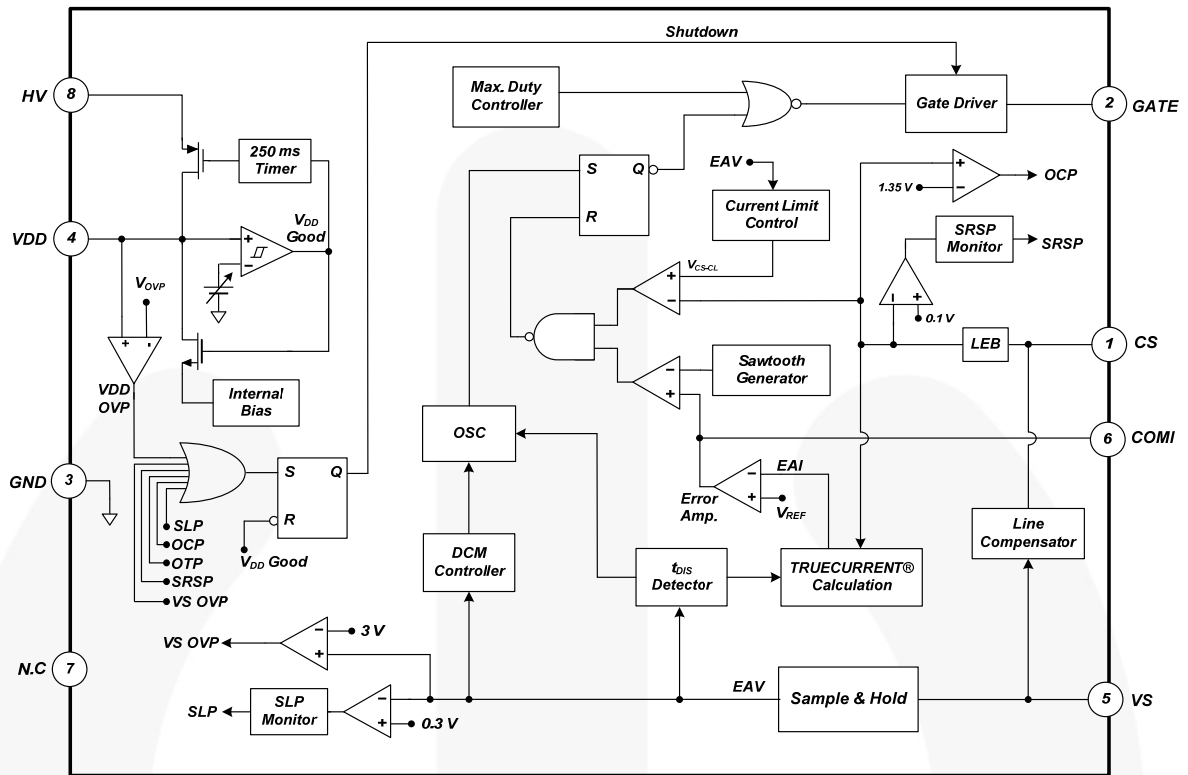 Shutdown
HV
8
Max. Duty
Controller
Gate Driver
2
GATE
250 ms
Timer
S
Q
R
EAV
Current Limit
Control
+
-
1.35 V
OCP
SRSP
Monitor
SRSP
VDD
4
+
-
VDD
Good
VOVP
+
-
VDD
OVP
VCS-CL
+
-
-
+
0.1 V
LEB
1
CS
Internal
Bias
-
+
Sawtooth
Generator
OSC
6
COMI
GND
3
S
Q
R
VDD Good
SLP
OCP
OTP
SRSP
VS OVP
Error
Amp.
-
+
EAI
VREF
Line
Compensator
DCM
Controller
tDIS
Detector
TRUECURRENT®
Calculation
N.C
7
VS OVP
-
+
3 V
SLP
SLP
Monitor
-
+
0.3 V
EAV
Sample & Hold
5
VS